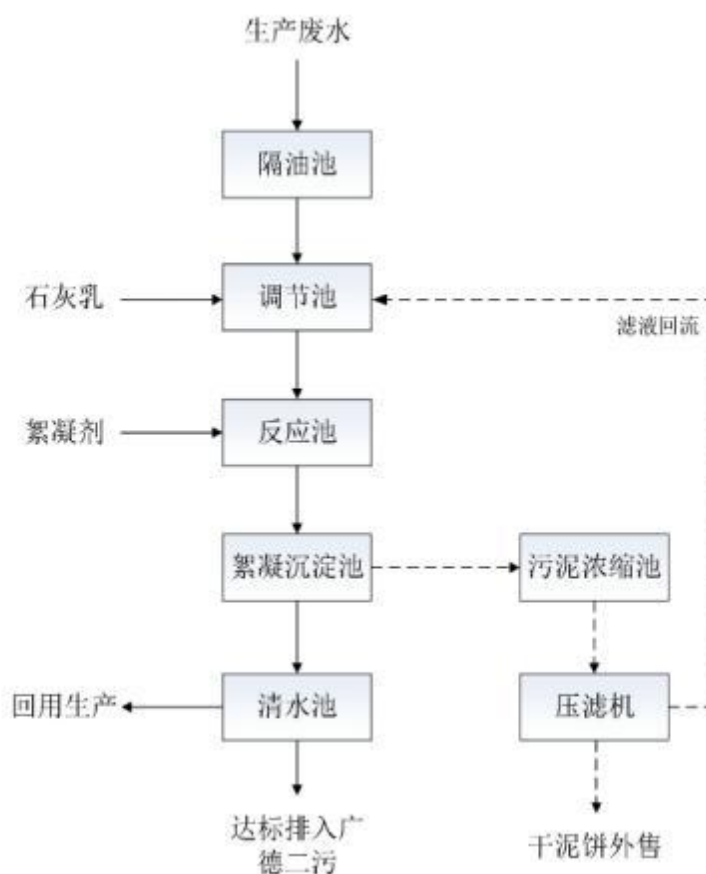 生产废水
隔油池
石灰乳
调节池
滤液回流
絮凝剂
反应池
絮凝沉淀池
污泥浓缩池
回用生产
清水池
压滤机
达标排入广
德二污
干泥饼外售